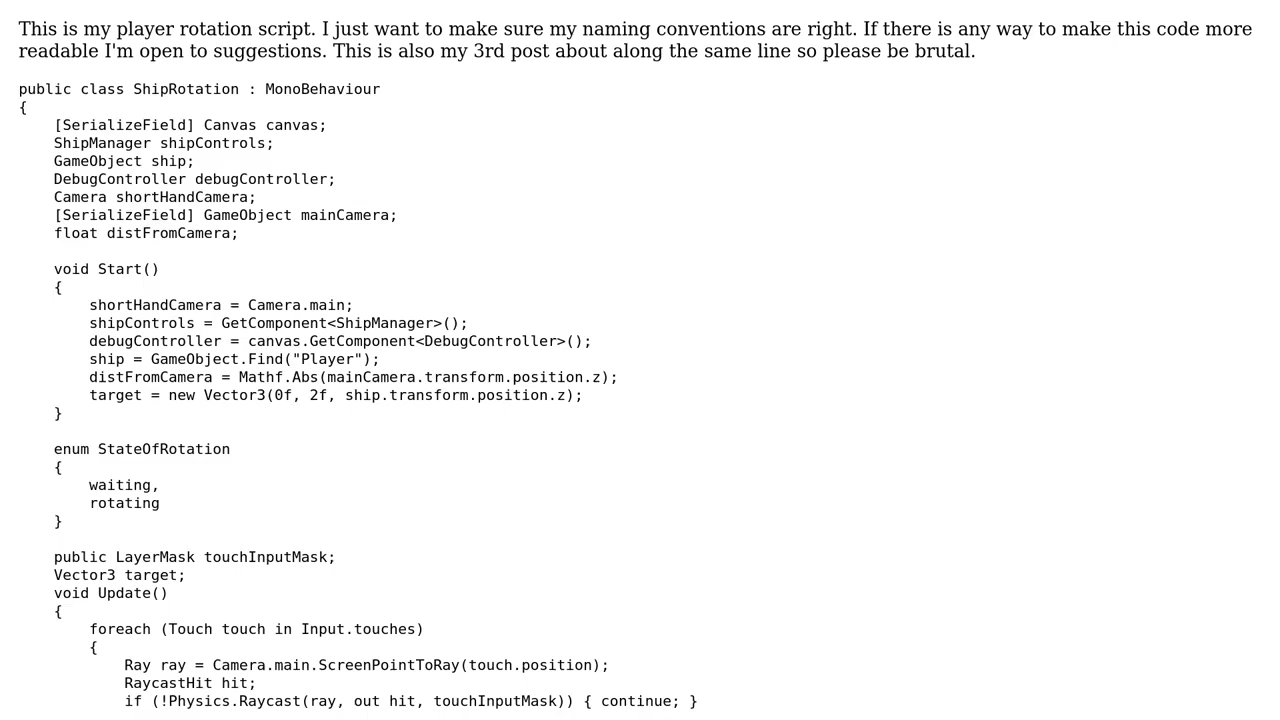 This is my player rotation script. I just want to make sure my naming conventions are right. If there is any way to make this code more
readable I'm open to suggestions. This is also my 3rd post about along the same line so please be brutal.
public class ShipRotation : MonoBehaviour
{
    [SerializeField] Canvas canvas;
    ShipManager shipControls;
    GameObject ship;
    DebugController debugController;
    Camera shortHandCamera;
    [SerializeField] GameObject mainCamera;
    float distFromCamera;

    void Start()
    {
        shortHandCamera = Camera.main;
        shipControls = GetComponent<ShipManager>();
        debugController = canvas.GetComponent<DebugController>();
        ship = GameObject.Find("Player");
        distFromCamera = Mathf.Abs(mainCamera.transform.position.z);
        target = new Vector3(0f, 2f, ship.transform.position.z);
    }

    enum StateOfRotation
    {
        waiting,
        rotating
    }

    public LayerMask touchInputMask;
    Vector3 target;
    void Update()
    {
        foreach (Touch touch in Input.touches)
        {
            Ray ray = Camera.main.ScreenPointToRay(touch.position);
            RaycastHit hit;
            if (!Physics.Raycast(ray, out hit, touchInputMask)) { continue; }